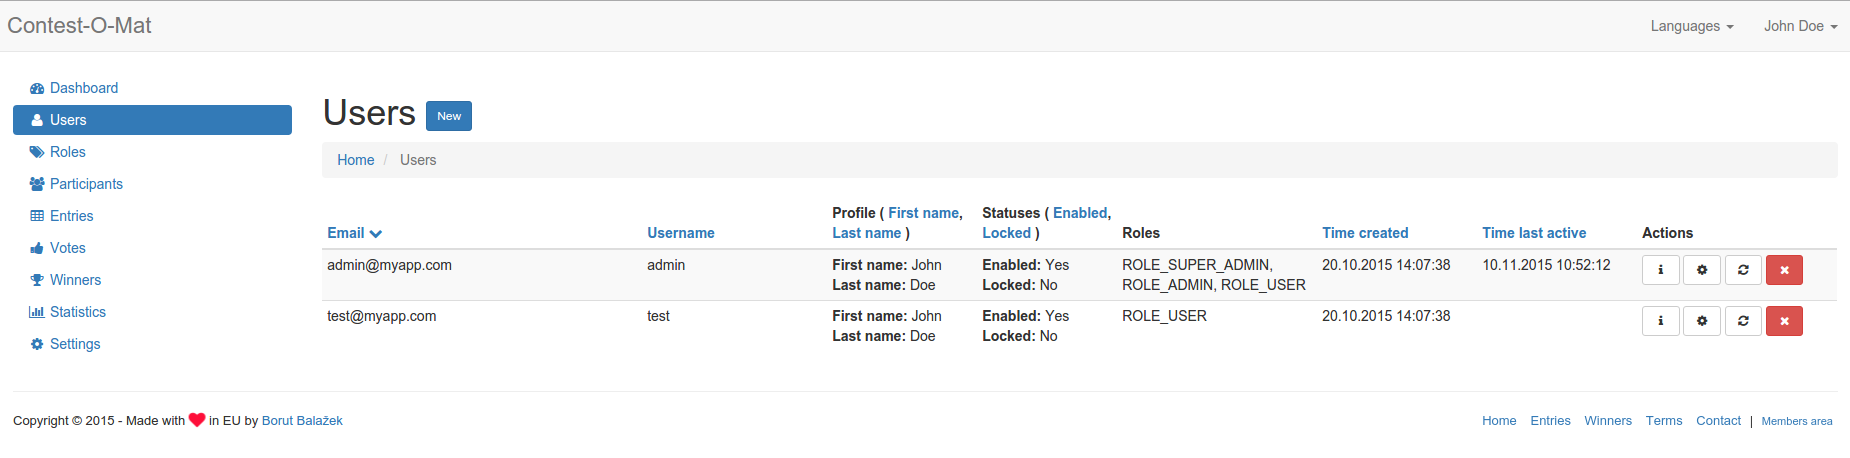 Contest-O-Mat
Languages
John Doe
Dashboard
Users
Roles
Participants
Entries
Votes
Winners
Statistics
Settings
Users New
Home / Users
Email Username Profile ( First name, Last name ) Statuses ( Enabled, Locked ) Roles Time created Time last active Actions
admin@myapp.com admin First name: John Enabled: Yes ROLE_SUPER_ADMIN, 20.10.2015 14:07:38 10.11.2015 10:52:12
Last name: Doe Locked: No ROLE_ADMIN, ROLE_USER
test@myapp.com test First name: John Enabled: Yes ROLE_USER 20.10.2015 14:07:38
Last name: Doe Locked: No
Copyright © 2015 - Made with ♥ in EU by Borut Balažek
Home Entries Winners Terms Contact | Members area